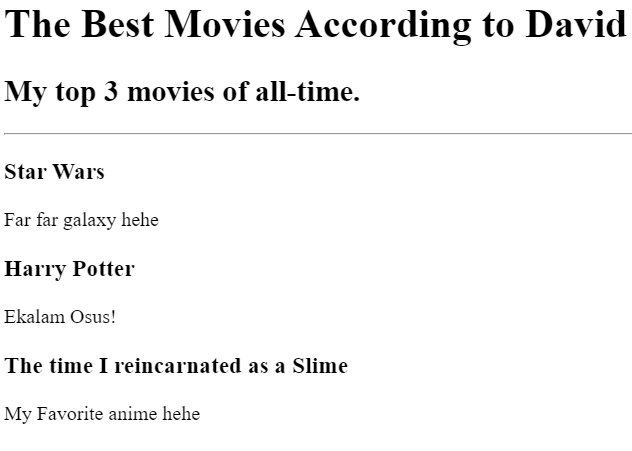 The Best Movies According to David
My top 3 movies of all-time.
Star Wars
Far far galaxy hehe
Harry Potter
Ekalam Osus!
The time I reincarnated as a Slime
My Favorite anime hehe